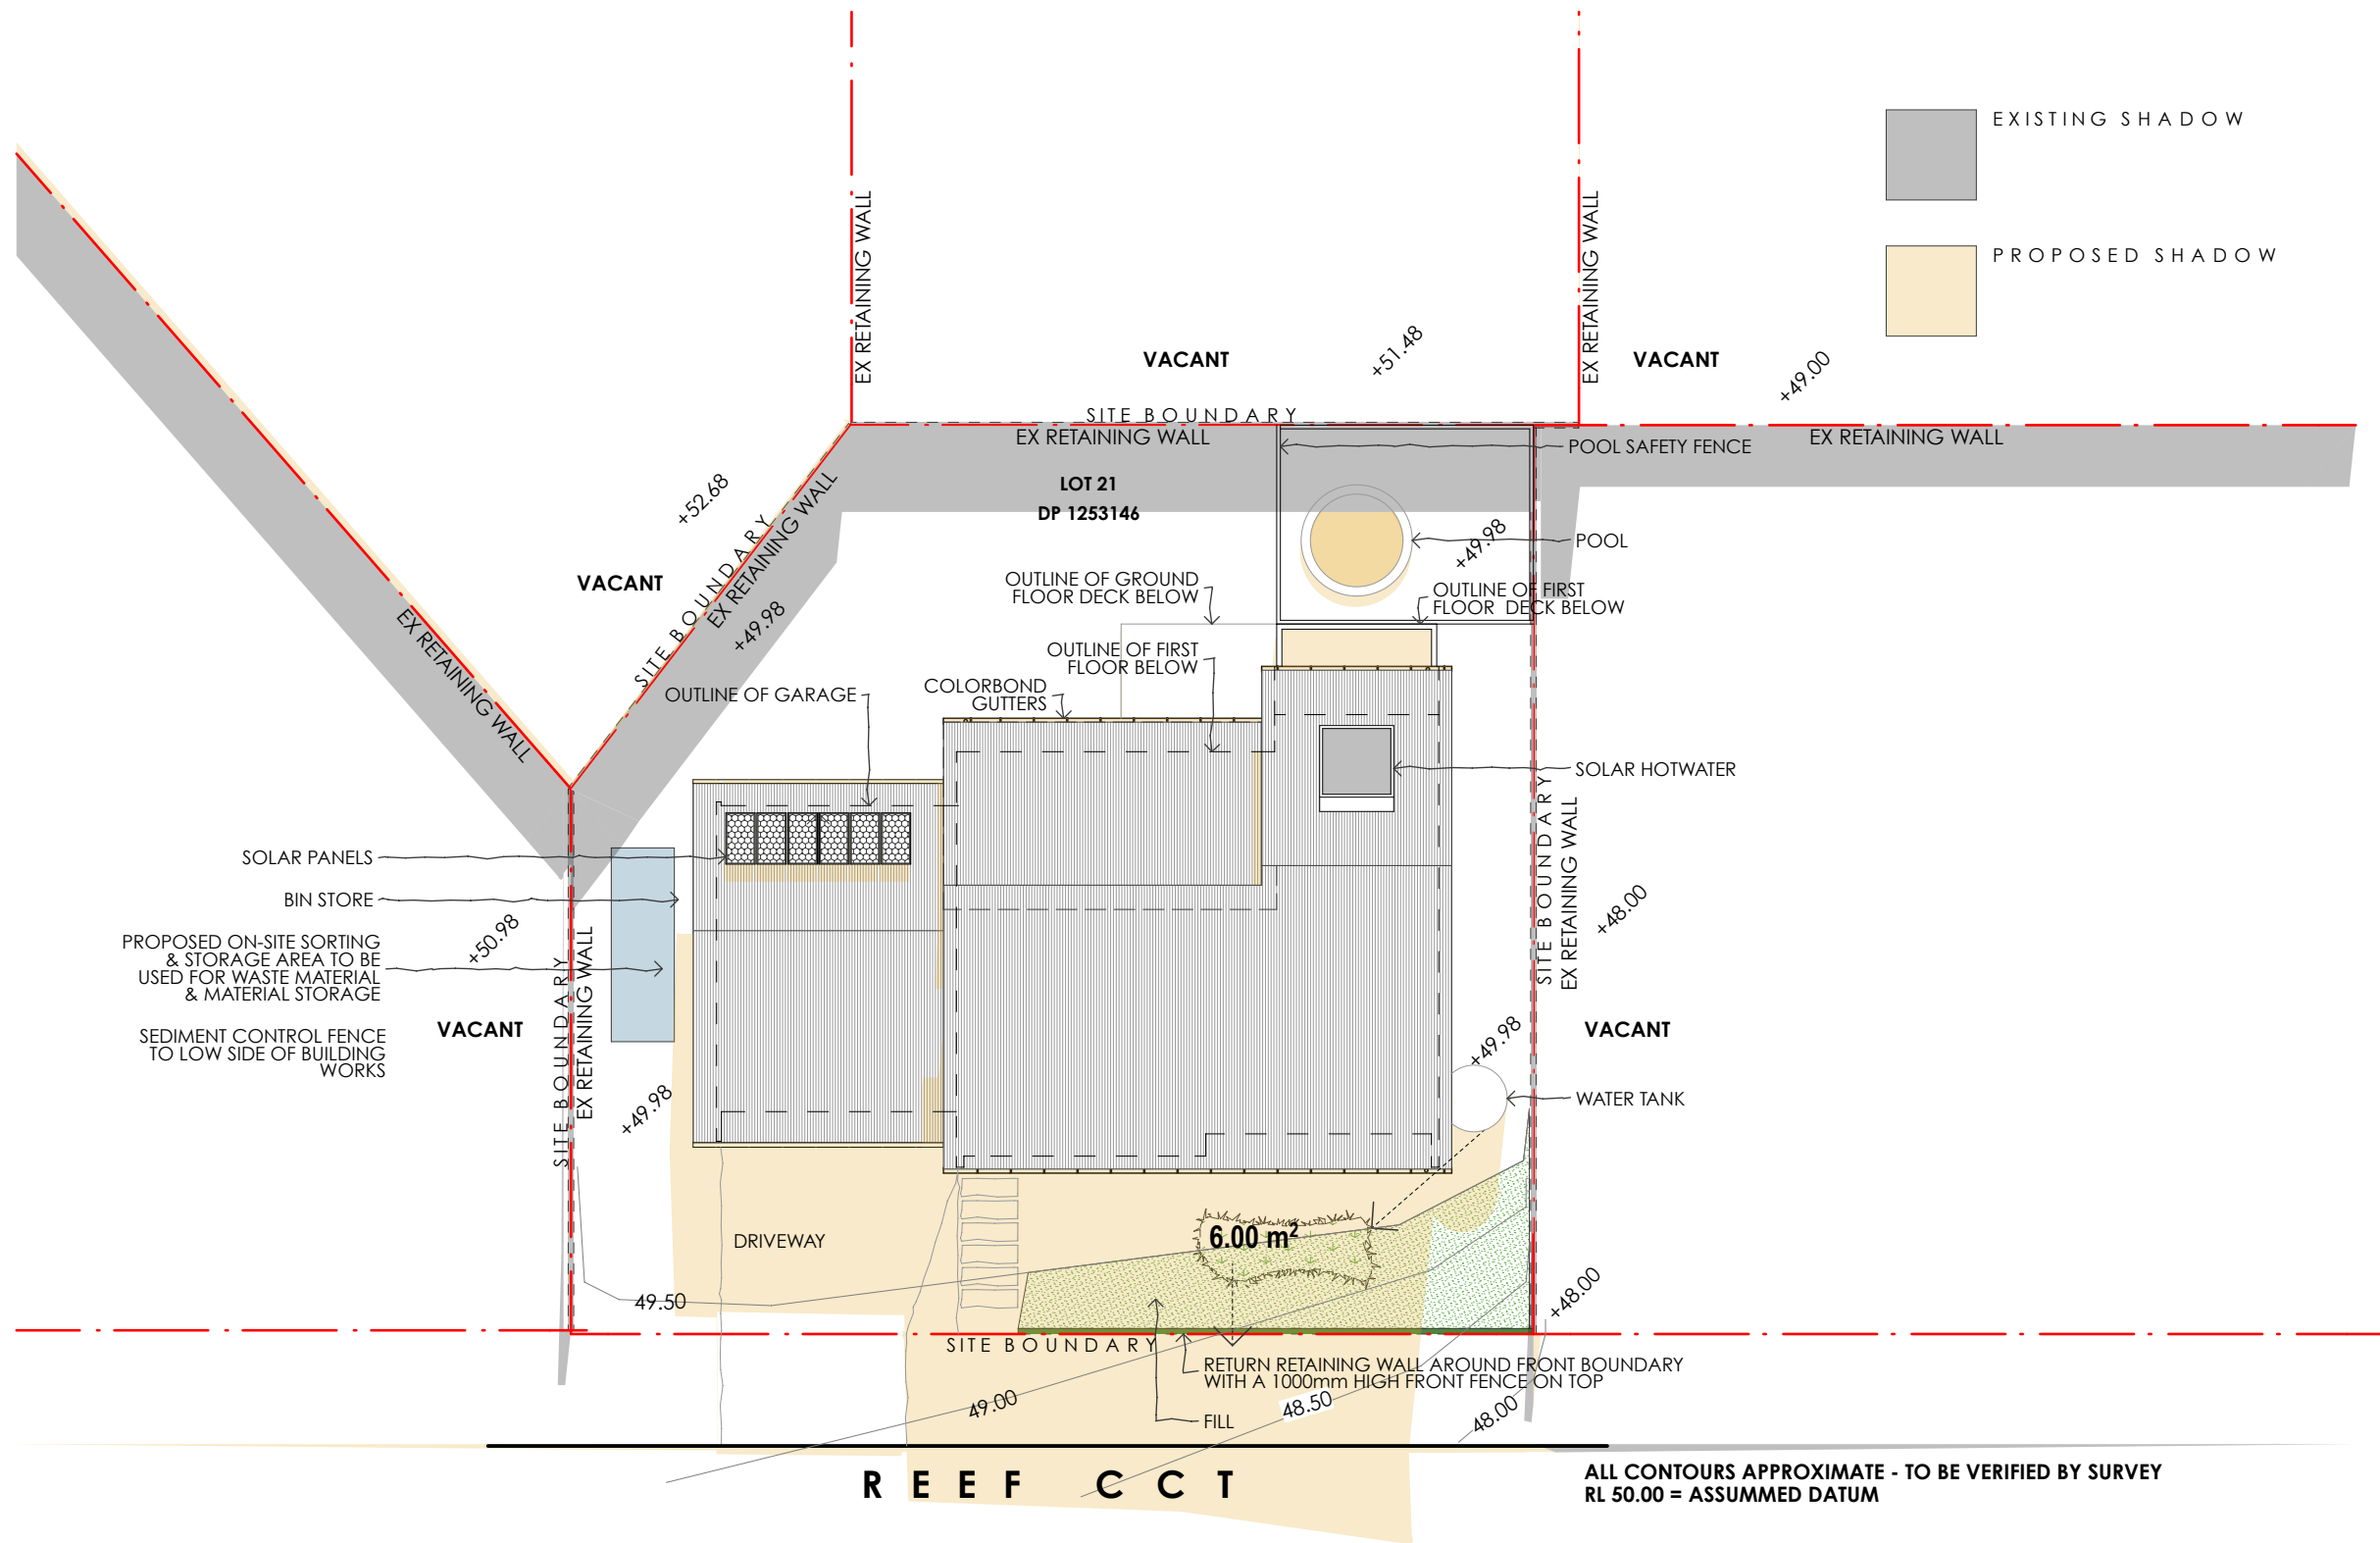 EXISTING SHADOW
PROPOSED SHADOW
EX RETAINING WALL
EX RETAINING WALL
VACANT
+51.48
VACANT
+49.00
SITE BOUNDARY
EX RETAINING WALL
EX RETAINING WALL
POOL SAFETY FENCE
LOT 21
DP 1253146
+52.68
VACANT
SITE BOUNDARY
EX RETAINING WALL
+49.98
+49.98
POOL
OUTLINE OF GROUND
FLOOR DECK BELOW
OUTLINE OF FIRST
FLOOR DECK BELOW
EX RETAINING WALL
OUTLINE OF FIRST
FLOOR BELOW
OUTLINE OF GARAGE
COLORBOND
GUTTERS
SOLAR HOTWATER
SITE BOUNDARY
EX RETAINING WALL
+48.00
SOLAR PANELS
BIN STORE
PROPOSED ON-SITE SORTING
& STORAGE AREA TO BE
USED FOR WASTE MATERIAL
& MATERIAL STORAGE
+50.98
SEDIMENT CONTROL FENCE
TO LOW SIDE OF BUILDING
WORKS
VACANT
SITE BOUNDARY
EX RETAINING WALL
+49.98
+49.98
VACANT
WATER TANK
DRIVEWAY
6.00 m²
49.50
+48.00
SITE BOUNDARY
RETURN RETAINING WALL AROUND FRONT BOUNDARY
WITH A 1000mm HIGH FRONT FENCE ON TOP
49.00
48.50
48.00
FILL
REEF CCT
ALL CONTOURS APPROXIMATE - TO BE VERIFIED BY SURVEY
RL 50.00 = ASSUMMED DATUM